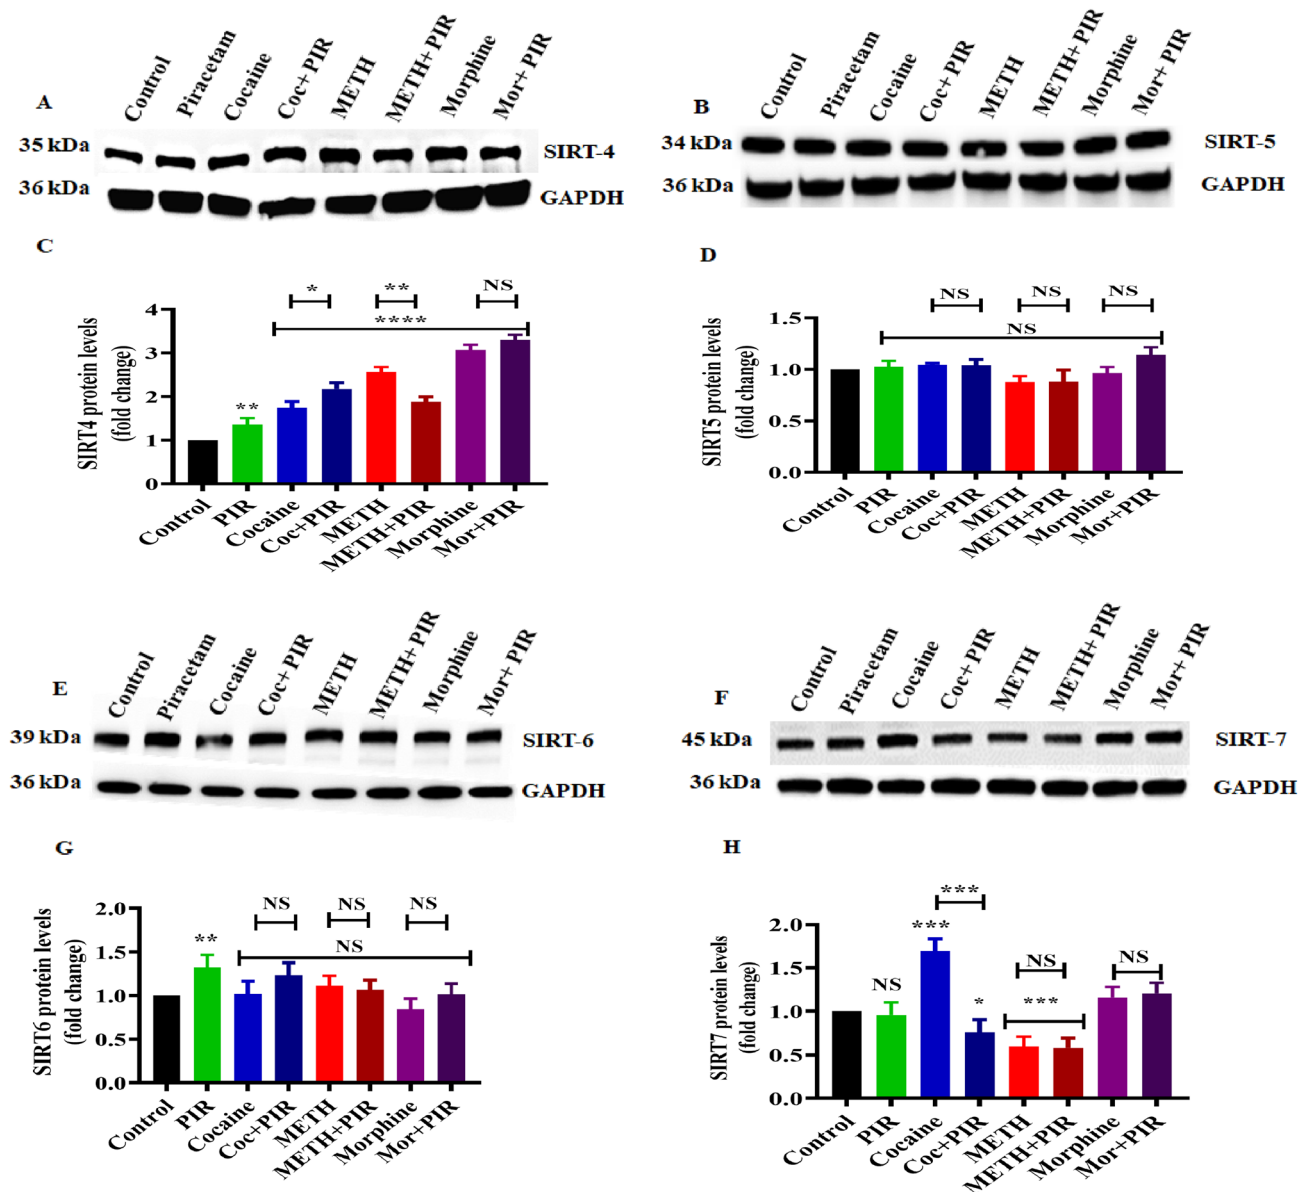 A
Control
Piracetam
Cocaine
Coc+ PIR
METH
METH+ PIR
Morphine
Mor+ PIR
35 kDa
SIRT-4
36 kDa
GAPDH
B
Control
Piracetam
Cocaine
Coc+ PIR
METH
METH+ PIR
Morphine
Mor+ PIR
34 kDa
SIRT-5
36 kDa
GAPDH
C
SIRT4 protein levels
(fold change)
4
3
2
1
0
**
*
**
NS
****
Control
PIR
Cocaine
Coc+PIR
METH
METH+PIR
Morphine
Mor+PIR
D
SIRT5 protein levels
(fold change)
1.5
1.0
0.5
0.0
NS
NS
NS
NS
Control
PIR
Cocaine
Coc+PIR
METH
METH+PIR
Morphine
Mor+PIR
E
Control
Piracetam
Cocaine
Coc+ PIR
METH
METH+ PIR
Morphine
Mor+ PIR
39 kDa
SIRT-6
36 kDa
GAPDH
F
Control
Piracetam
Cocaine
Coc+ PIR
METH
METH+ PIR
Morphine
Mor+ PIR
45 kDa
SIRT-7
36 kDa
GAPDH
G
SIRT6 protein levels
(fold change)
2.0
1.5
1.0
0.5
0.0
**
NS
NS
NS
NS
Control
PIR
Cocaine
Coc+PIR
METH
METH+PIR
Morphine
Mor+PIR
H
SIRT7 protein levels
(fold change)
2.0
1.5
1.0
0.5
0.0
NS
***
***
*
NS
***
NS
Control
PIR
Cocaine
Coc+PIR
METH
METH+PIR
Morphine
Mor+PIR